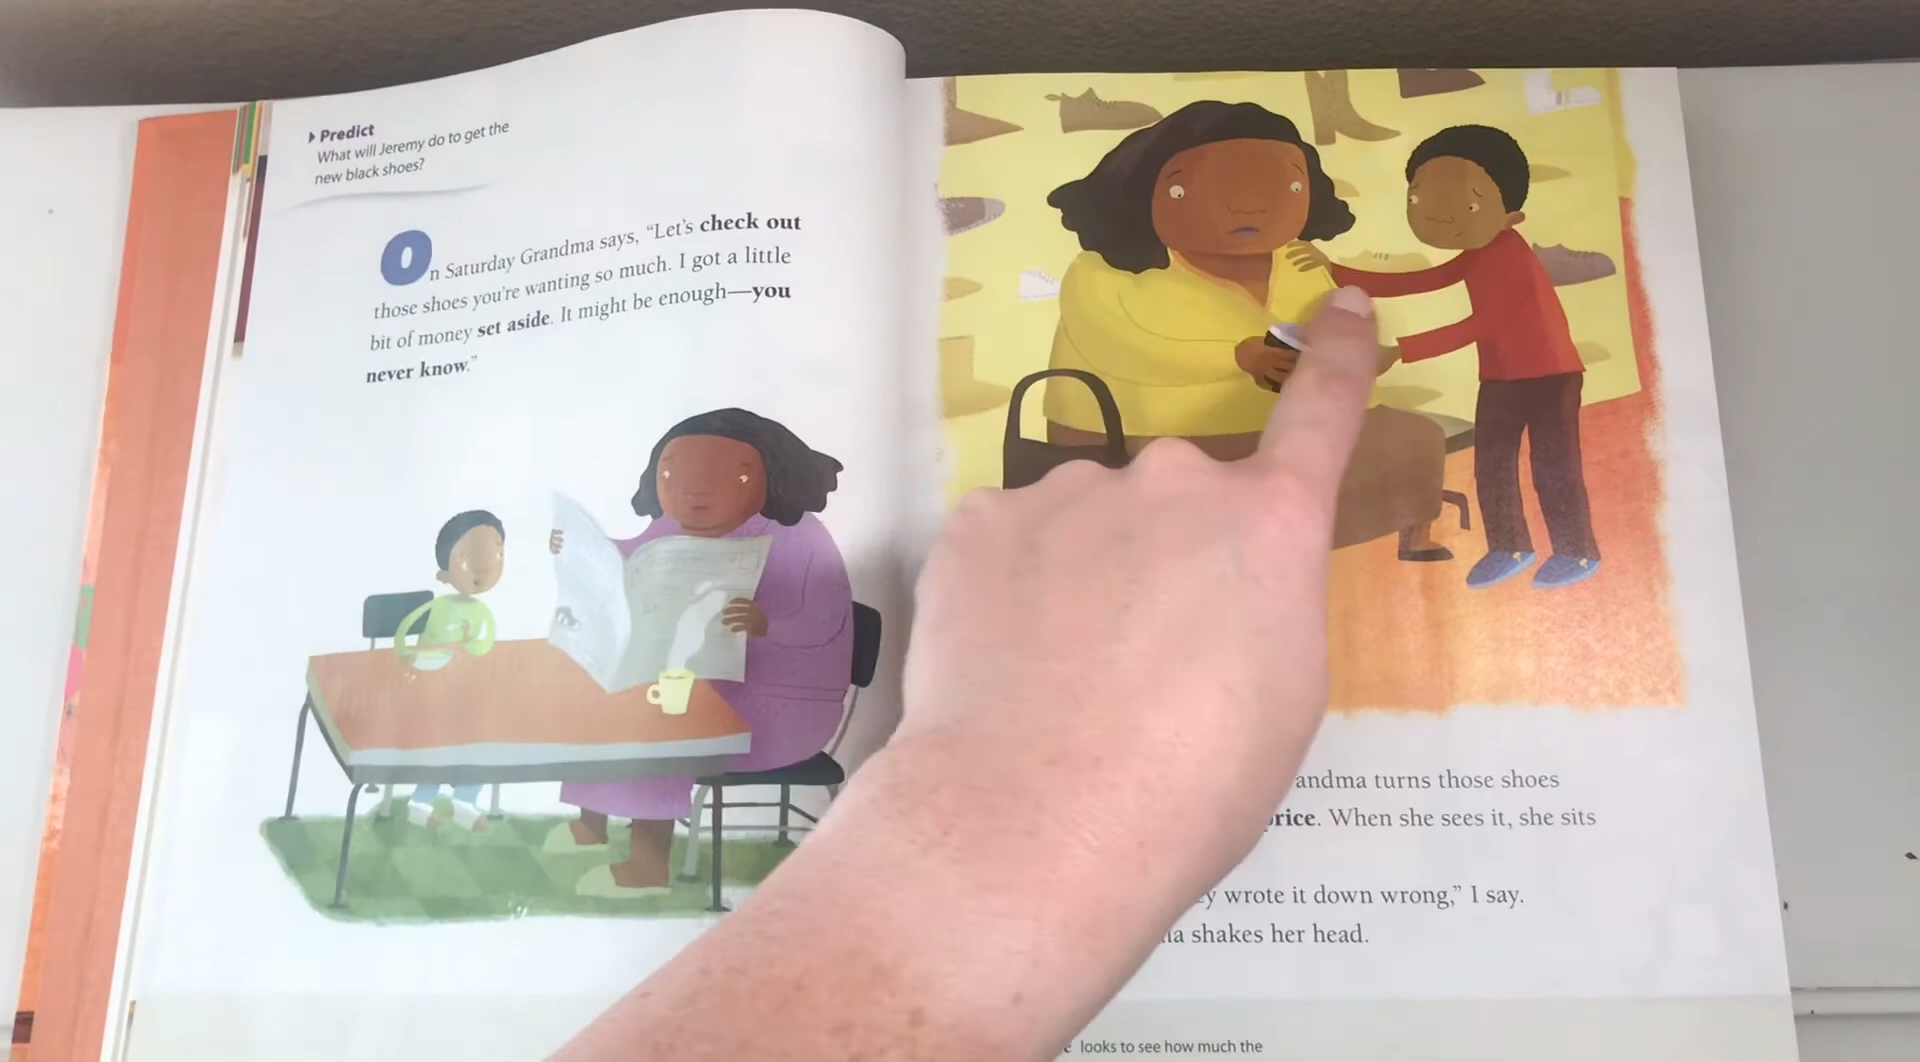 Predict
What will Jeremy do to get the
new black shoes?
On Saturday Grandma says, “Let’s check out
those shoes you’re wanting so much. I got a little
bit of money set aside. It might be enough—you
never know.”
turns those shoes
. When she sees it, she sits
wrote it down wrong,” I say.
shakes her head.
looks to see how much the